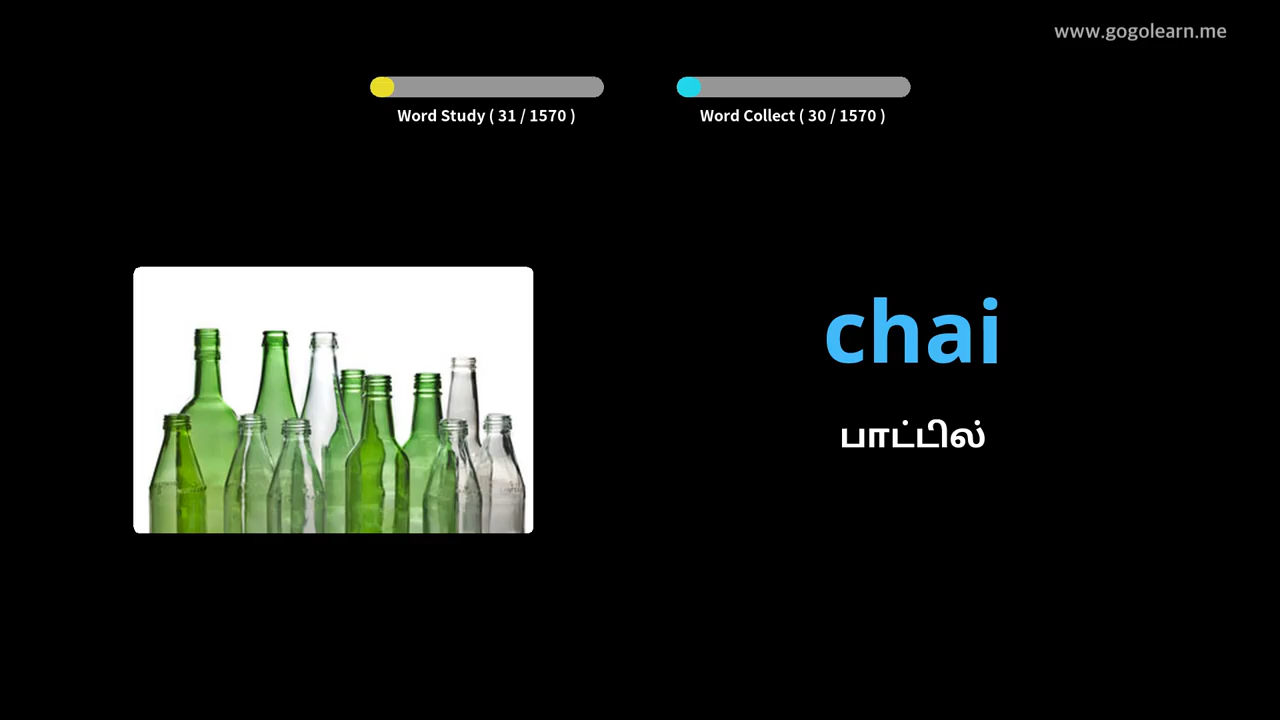 www.gogolearn.me
Word Study ( 31 / 1570 )
Word Collect ( 30 / 1570 )
chai
பாட்டில்